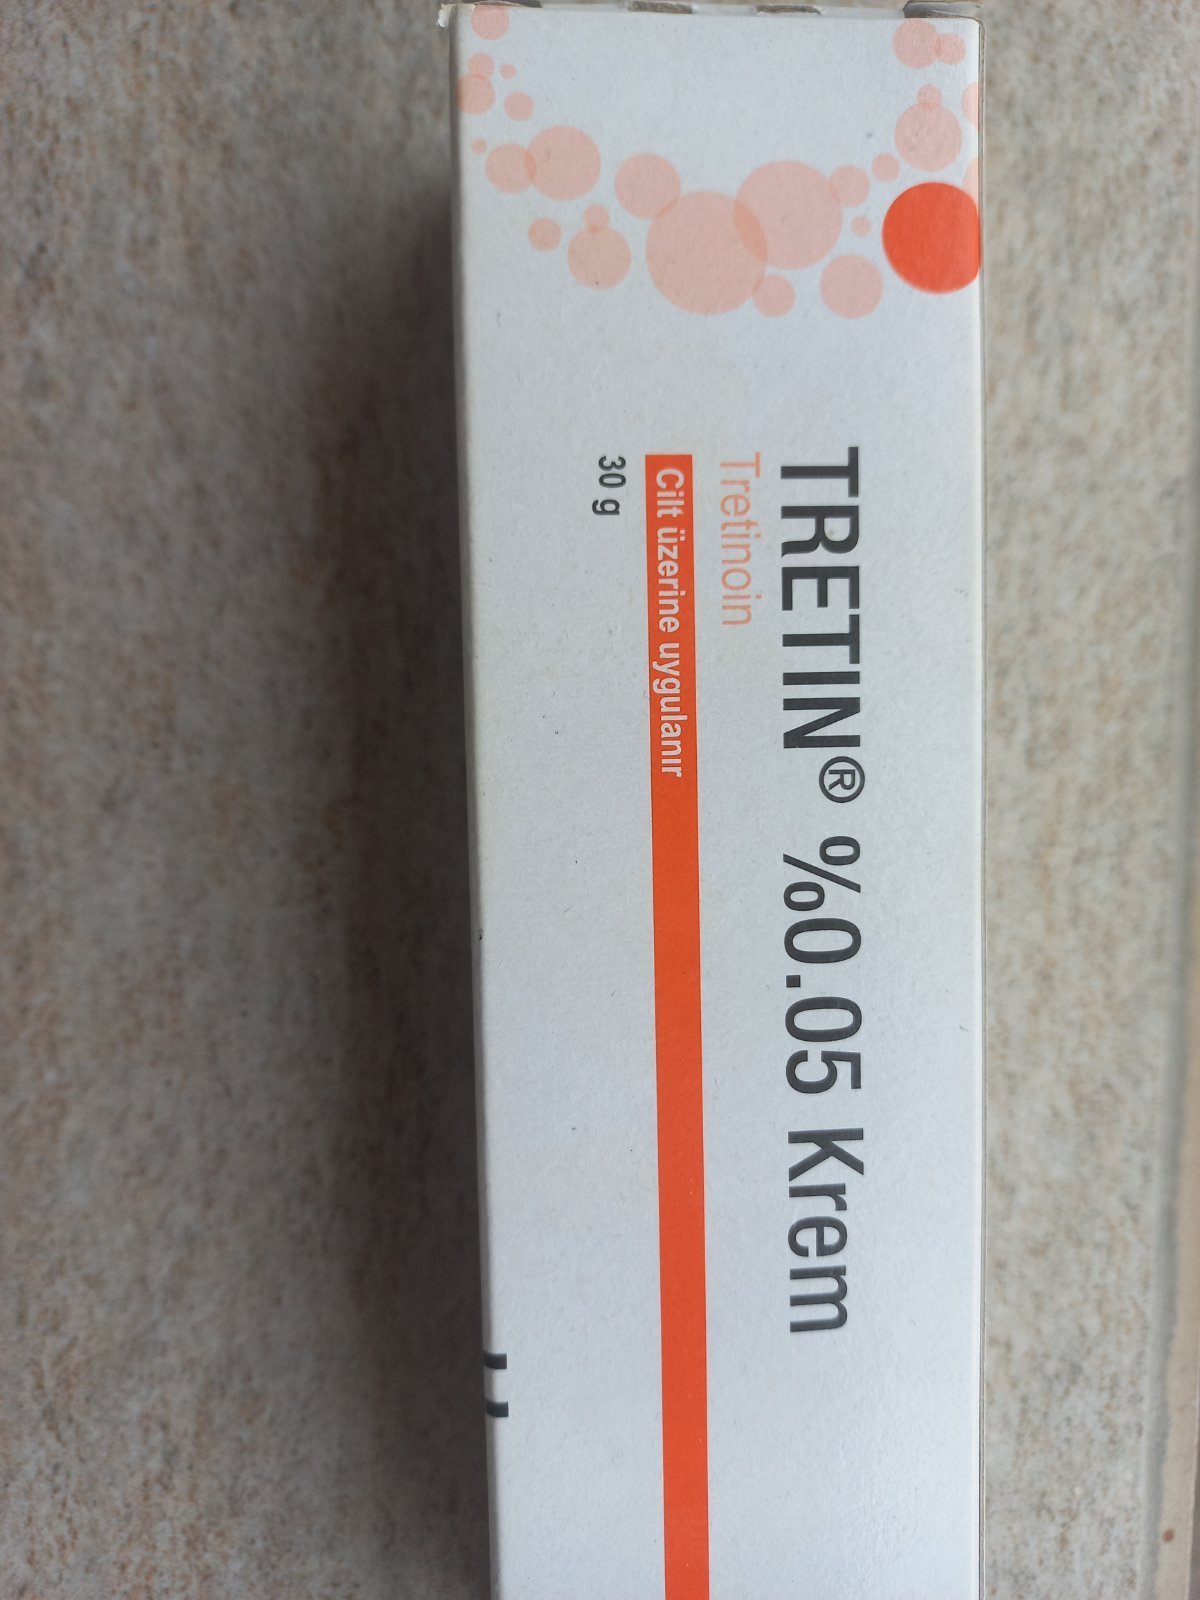 TRETIN® %0.05 Krem
Tretinoin
Cilt üzerine uygulanır
30 g